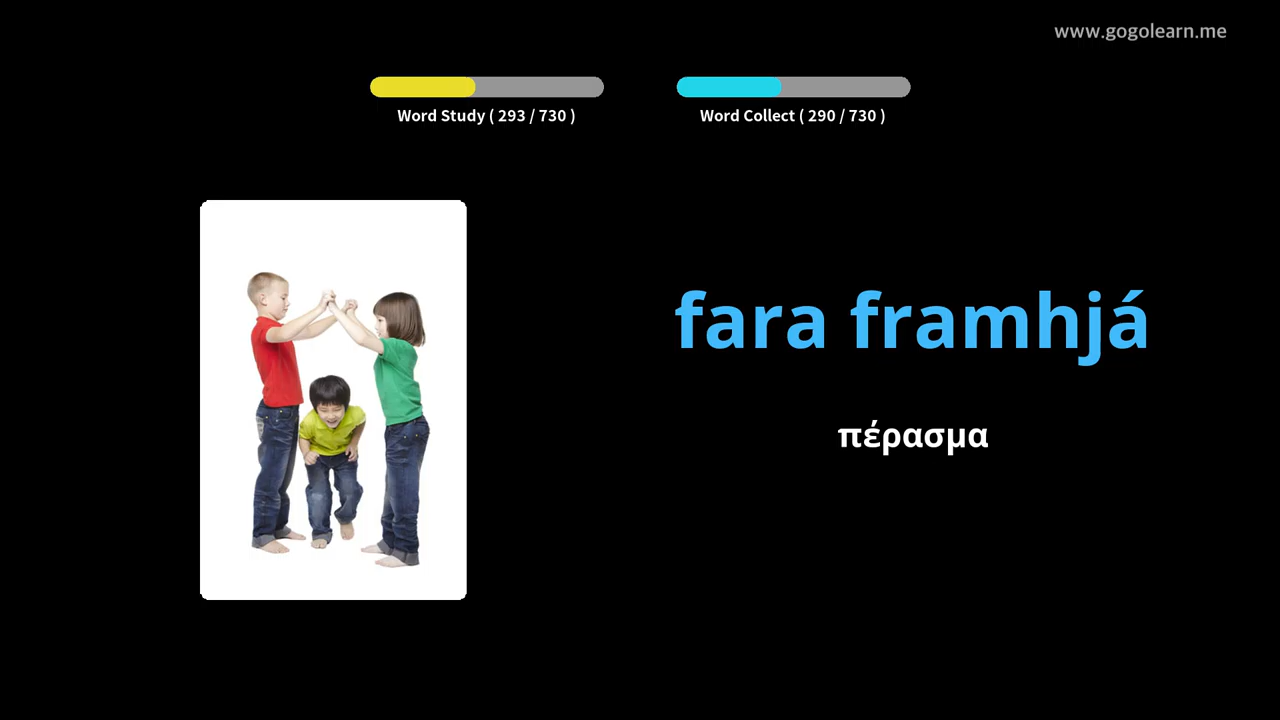 www.gogolearn.me
Word Study ( 293 / 730 )
Word Collect ( 290 / 730 )
fara framhjá
πέρασμα